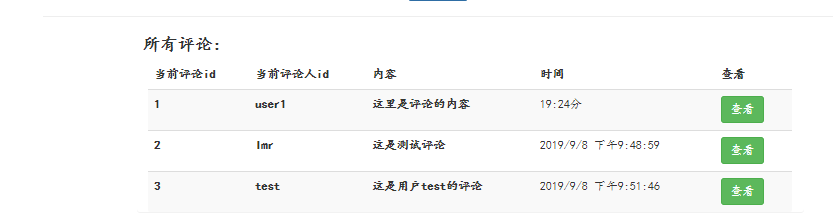 所有评论：
当前评论id 当前评论人id 内容 时间 查看
1 user1 这里是评论的内容 19:24分 查看
2 lmr 这是测试评论 2019/9/8 下午9:48:59 查看
3 test 这是用户test的评论 2019/9/8 下午9:51:46 查看